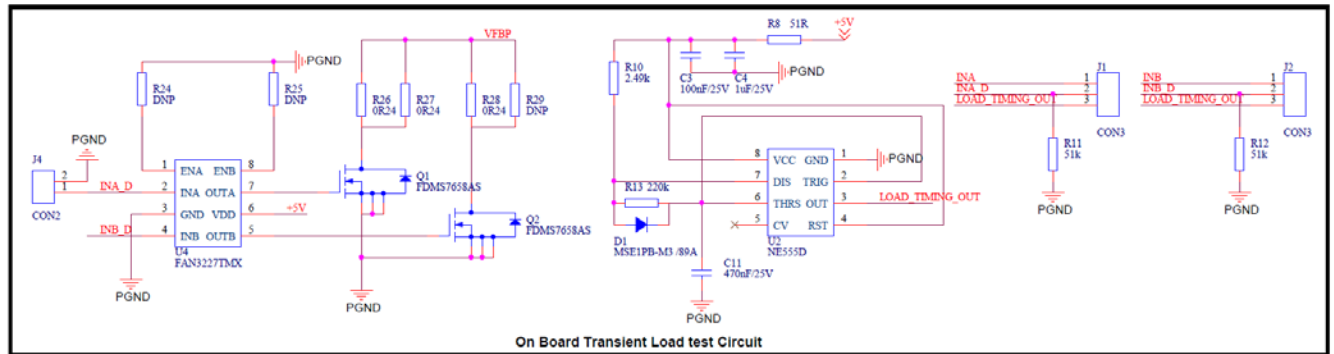 VFBP
PGND
R24
DNP
R25
DNP
R26
0R24
R27
0R24
R28
0R24
R29
DNP
PGND
J4
2
1
CON2
INA_D
INB_D
1 ENA ENB 8
2 INA OUTA 7
3 GND VDD 6
4 INB OUTB 5
+5V
U4
FAN3227TMX
PGND
Q1
FDMS7658AS
Q2
FDMS7658AS
PGND
R8 51R
+5V
R10
2.49k
C3
100nF/25V
C4
1uF/25V
PGND
8 VCC GND 1
7 DIS TRIG 2
6 THRS OUT 3
5 CV RST 4
PGND
R13 220k
LOAD_TIMING_OUT
U2
NE555D
D1
MSE1PB-M3 /89A
C11
470nF/25V
PGND
J1
INA 1
INA_D 2
LOAD_TIMING_OUT 3
CON3
R11
51k
PGND
J2
INB 1
INB_D 2
LOAD_TIMING_OUT 3
CON3
R12
51k
PGND
On Board Transient Load test Circuit